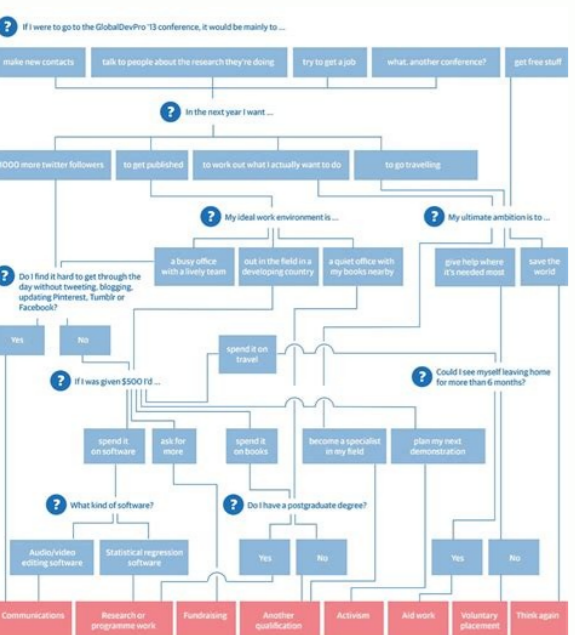 ? If I were to go to the GlobalDevPro '13 conference, it would be mainly to ...
make new contacts
talk to people about the research they're doing
try to get a job
what, another conference?
get free stuff
? In the next year I want ...
1000 more twitter followers
to get published
to work out what I actually want to do
to go travelling
? My ideal work environment is ...
? My ultimate ambition is to ...
a busy office
with a lively team
out in the field in a
developing country
a quiet office with
my books nearby
give help where
it's needed most
save the
world
? Do I find it hard to get through the
day without tweeting, blogging,
updating Pinterest, Tumblr or
Facebook?
Yes
No
spend it on
travel
? If I was given $500 I'd ...
? Could I see myself leaving home
for more than 6 months?
spend it
on software
ask for
more
spend it
on books
become a specialist
in my field
plan my next
demonstration
? What kind of software?
? Do I have a postgraduate degree?
Audio/video
editing software
Statistical regression
software
Yes
No
Yes
No
Communications
Research or
programme work
Fundraising
Another
qualification
Activism
Aid work
Voluntary
placement
Think again